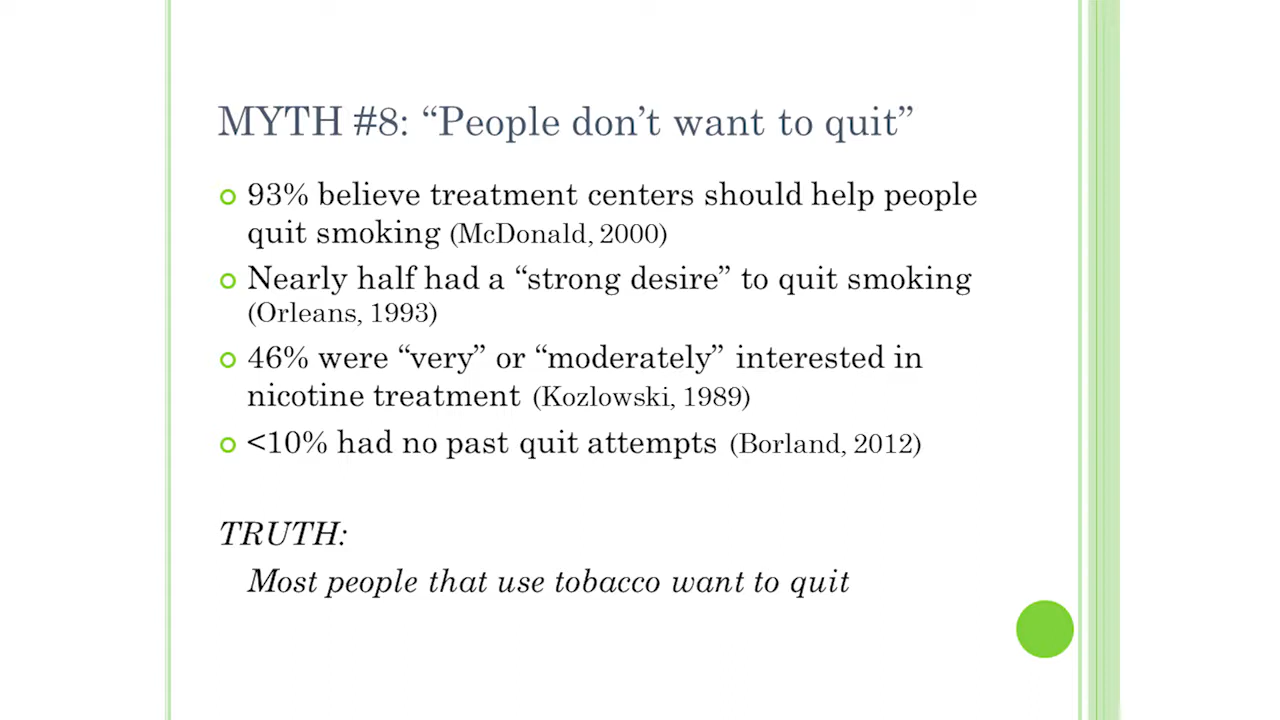 MYTH #8: “People don’t want to quit”
93% believe treatment centers should help people
quit smoking (McDonald, 2000)
Nearly half had a “strong desire” to quit smoking
(Orleans, 1993)
46% were “very” or “moderately” interested in
nicotine treatment (Kozlowski, 1989)
<10% had no past quit attempts (Borland, 2012)
TRUTH:
Most people that use tobacco want to quit